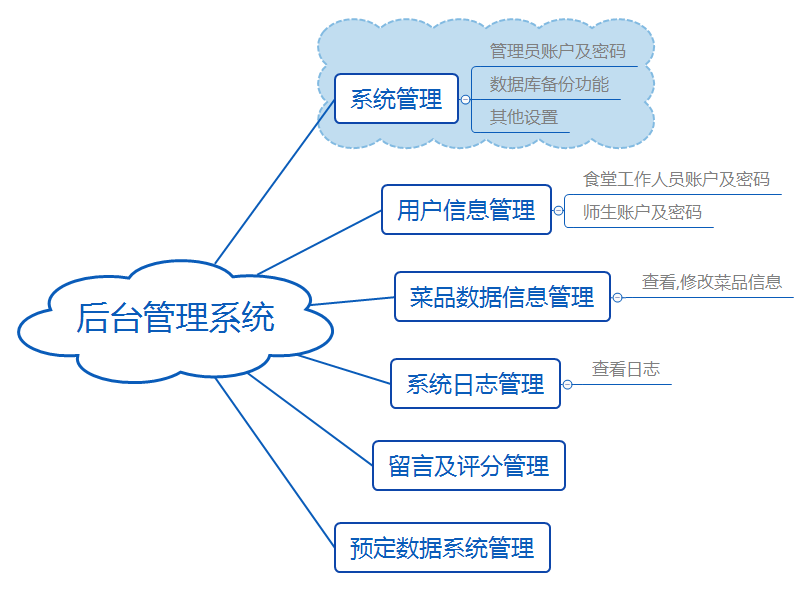 后台管理系统
系统管理
管理员账户及密码
数据库备份功能
其他设置
用户信息管理
食堂工作人员账户及密码
师生账户及密码
菜品数据信息管理
查看,修改菜品信息
系统日志管理
查看日志
留言及评分管理
预定数据系统管理